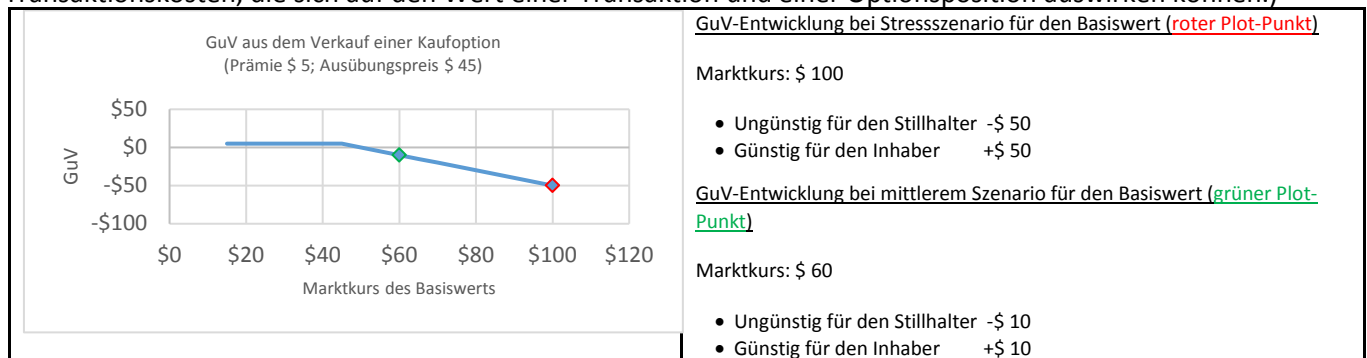 Transaktionskosten, die sich auf den Wert einer Transaktion und einer Optionsposition auswirken können.)
GuV aus dem Verkauf einer Kaufoption
(Prämie $ 5; Ausübungspreis $ 45)
GuV
$50
$0
-$50
-$100
$0 $20 $40 $60 $80 $100 $120
Marktkurs des Basiswerts
GuV-Entwicklung bei Stressszenario für den Basiswert (roter Plot-Punkt)
Marktkurs: $ 100
• Ungünstig für den Stillhalter -$ 50
• Günstig für den Inhaber +$ 50
GuV-Entwicklung bei mittlerem Szenario für den Basiswert (grüner Plot-
Punkt)
Marktkurs: $ 60
• Ungünstig für den Stillhalter -$ 10
• Günstig für den Inhaber +$ 10